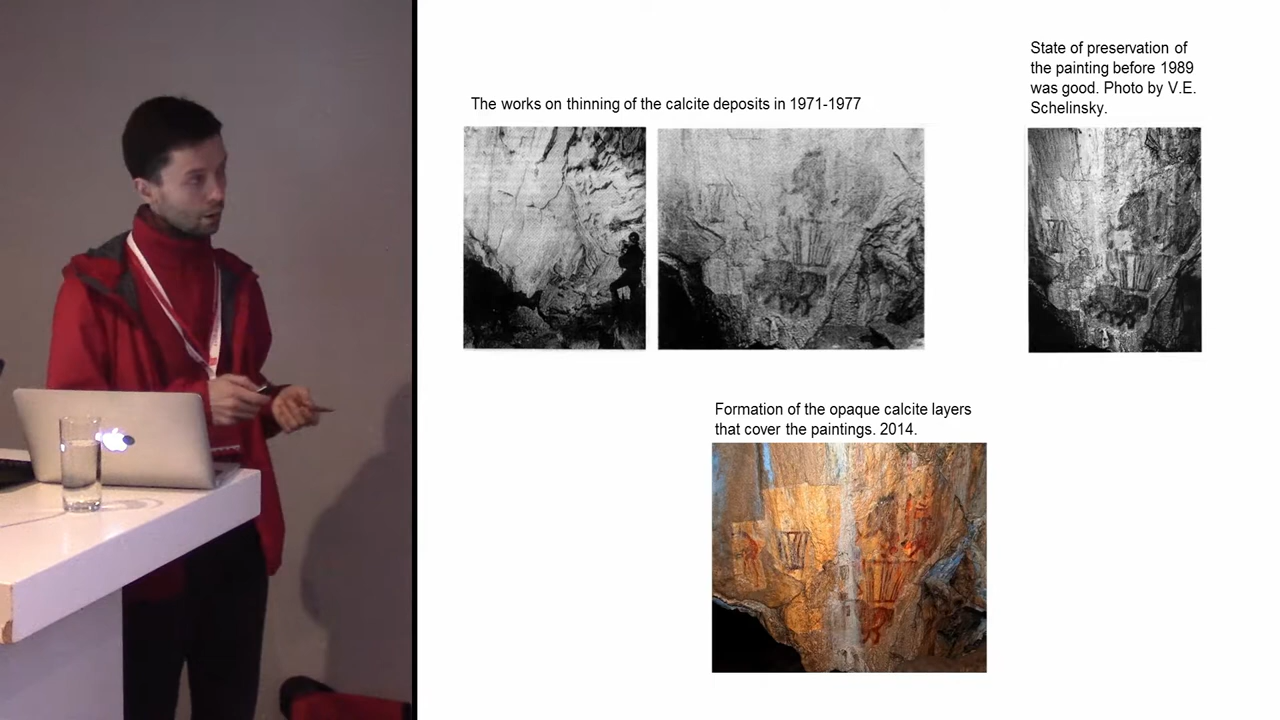 The works on thinning of the calcite deposits in 1971-1977
State of preservation of
the painting before 1989
was good. Photo by V.E.
Schelinsky.
Formation of the opaque calcite layers
that cover the paintings. 2014.